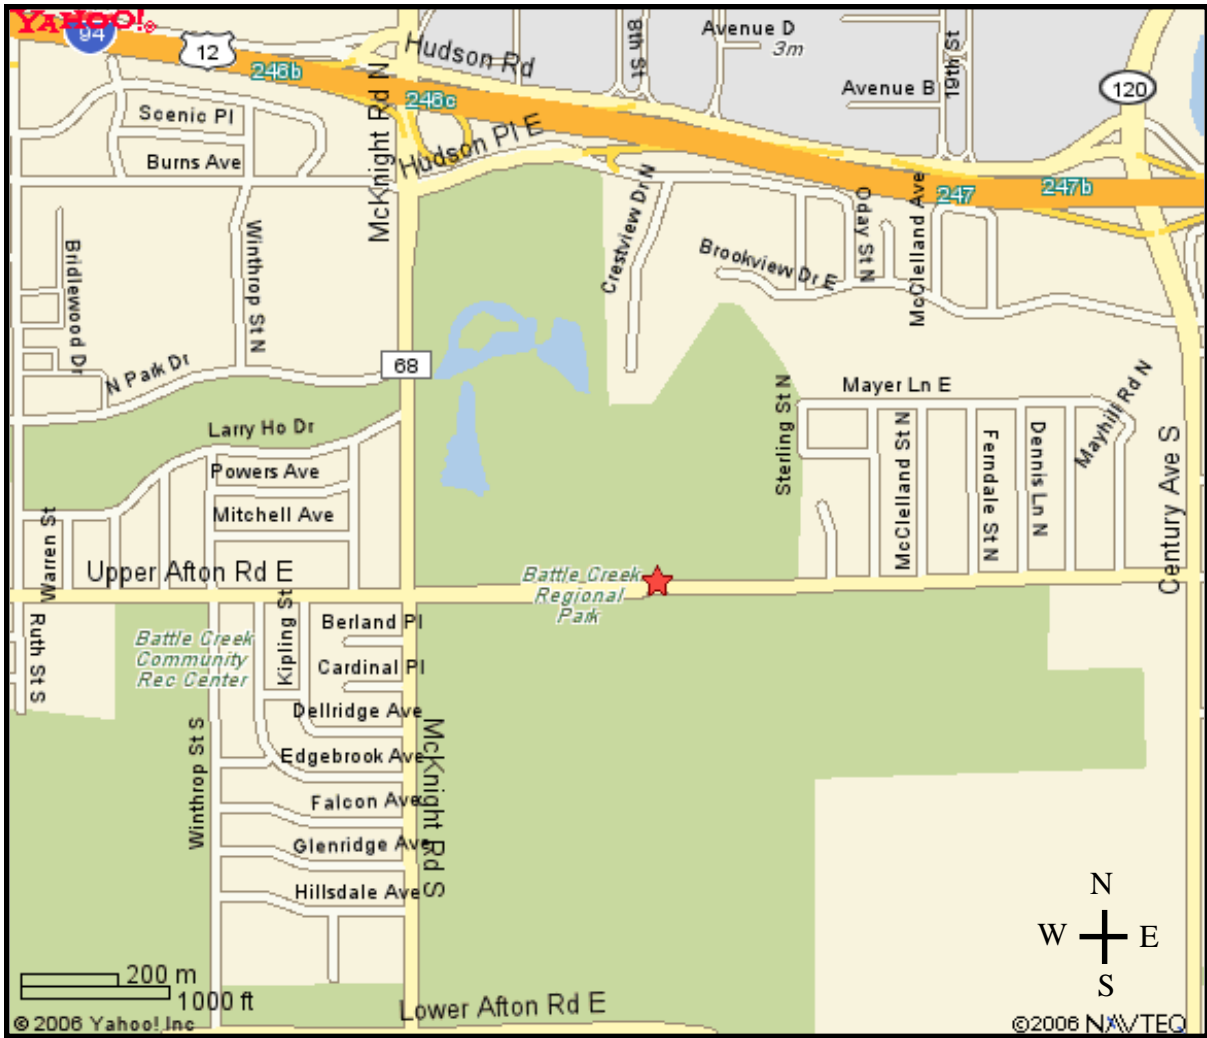 YAHOO!®
94
12
246b
246c
Hudson Rd
8th St
Avenue D
3m
Avenue B
19th St
120
Scenic Pl
Burns Ave
McKnight Rd N
Hudson Pl E
Crestview Dr N
Oday St N
McClelland Ave
247
247b
Bridlewood Dr
Winthrop St N
Brookview Dr E
N Park Dr
68
Mayer Ln E
Mayhill Rd N
Sterling St N
McClelland St N
Ferndale St N
Dennis Ln N
Century Ave S
Larry Ho Dr
Powers Ave
Mitchell Ave
Warren St
Upper Afton Rd E
Battle Creek
Regional
Park
Ruth St S
Battle Creek
Community
Rec Center
Kipling St
Berland Pl
Cardinal Pl
Dellridge Ave
Edgebrook Ave
Falcon Ave
Glenridge Ave
Hillsdale Ave
Winthrop St S
McKnight Rd S
N
W E
S
200 m
1000 ft
Lower Afton Rd E
© 2006 Yahoo! Inc
©2006 NAVTEQ